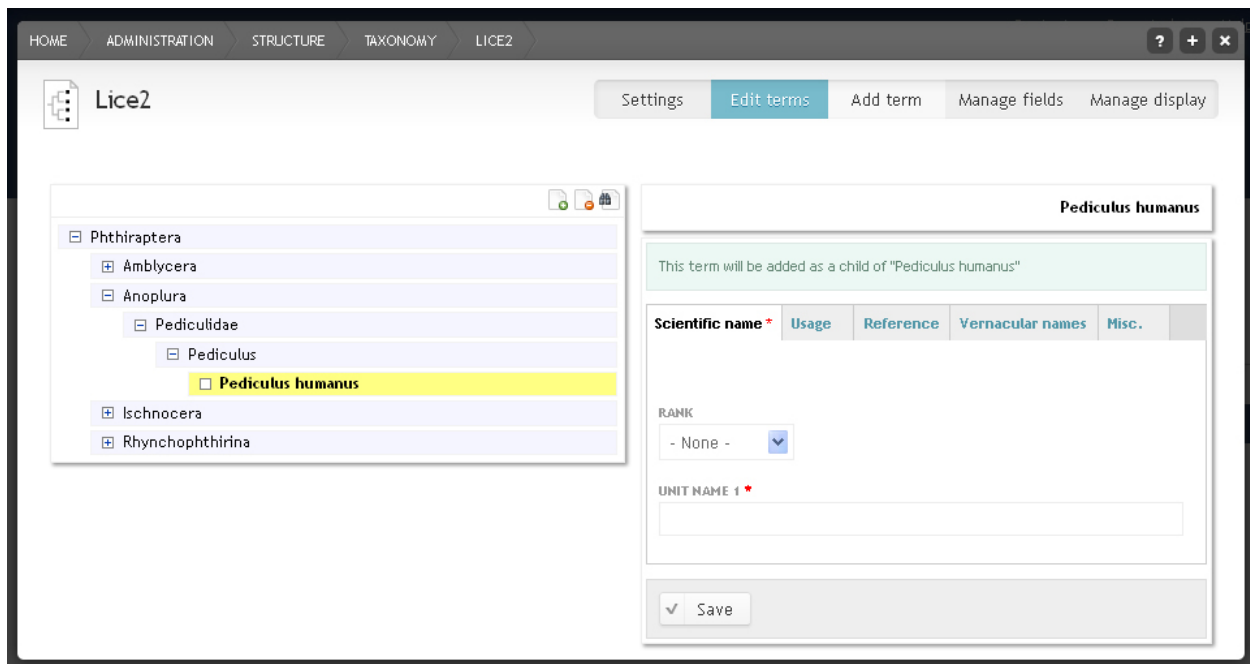 HOME ADMINISTRATION STRUCTURE TAXONOMY LICE2 ? + ×
Lice2
Settings Edit terms Add term Manage fields Manage display
Phthiraptera
Amblycera
Anoplura
Pediculidae
Pediculus
Pediculus humanus
Ischnocera
Rhynchophthirina
Pediculus humanus
This term will be added as a child of "Pediculus humanus"
Scientific name * Usage Reference Vernacular names Misc.
RANK
- None -
UNIT NAME 1 *
Save